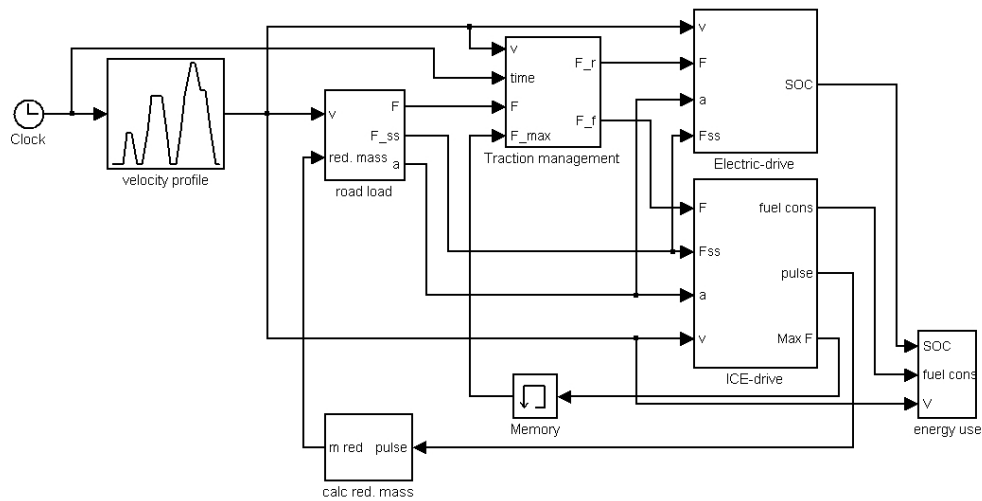 Clock
velocity profile
v
red. mass
F
F_ss
a
road load
v
time
F
F_max
F_r
F_f
Traction management
v
F
a
Fss
SOC
Electric-drive
F
Fss
a
v
fuel cons
pulse
Max F
ICE-drive
Memory
m red
pulse
calc red. mass
SOC
fuel cons
V
energy use